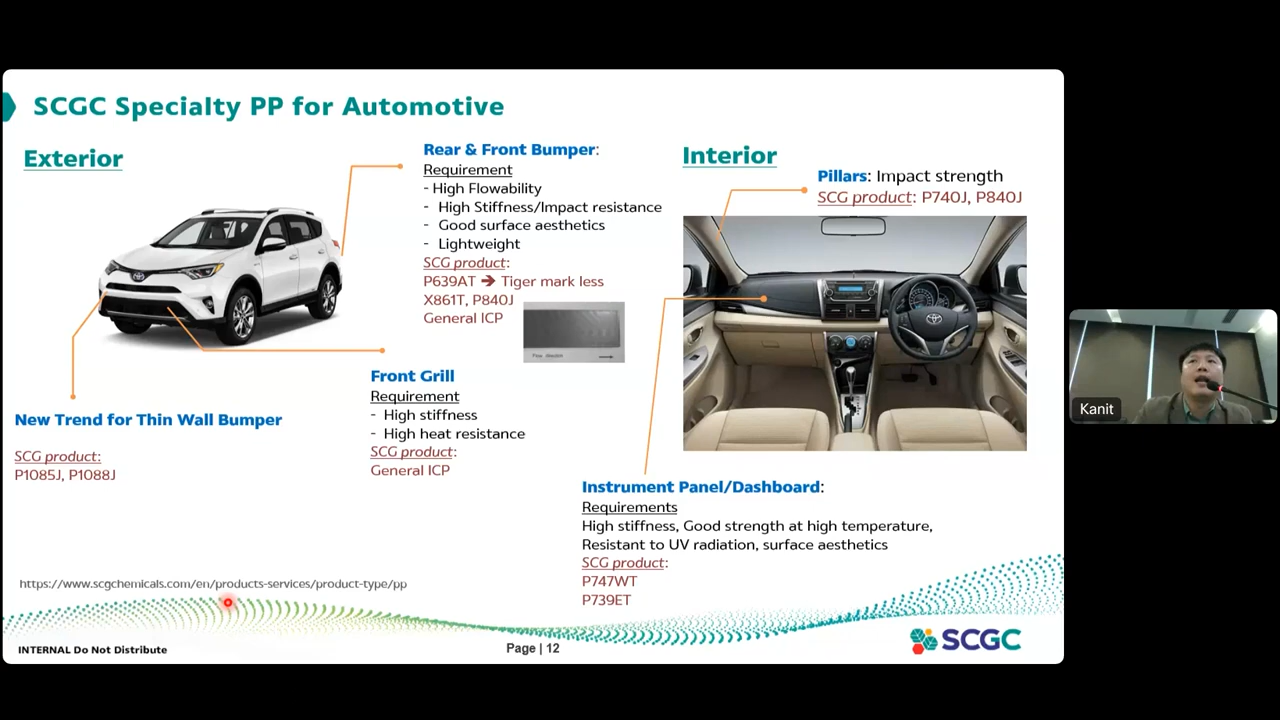 SCGC Specialty PP for Automotive
Exterior
Rear & Front Bumper:
Requirement
- High Flowability
- High Stiffness/Impact resistance
- Good surface aesthetics
- Lightweight
SCG product:
P639AT ➔ Tiger mark less
X861T, P840J
General ICP
Flow direction
Front Grill
Requirement
- High stiffness
- High heat resistance
SCG product:
General ICP
New Trend for Thin Wall Bumper
SCG product:
P1085J, P1088J
Interior
Pillars: Impact strength
SCG product: P740J, P840J
Instrument Panel/Dashboard:
Requirements
High stiffness, Good strength at high temperature,
Resistant to UV radiation, surface aesthetics
SCG product:
P747WT
P739ET
https://www.scgchemicals.com/en/products-services/product-type/pp
INTERNAL Do Not Distribute
Page | 12
SCGC
Kanit